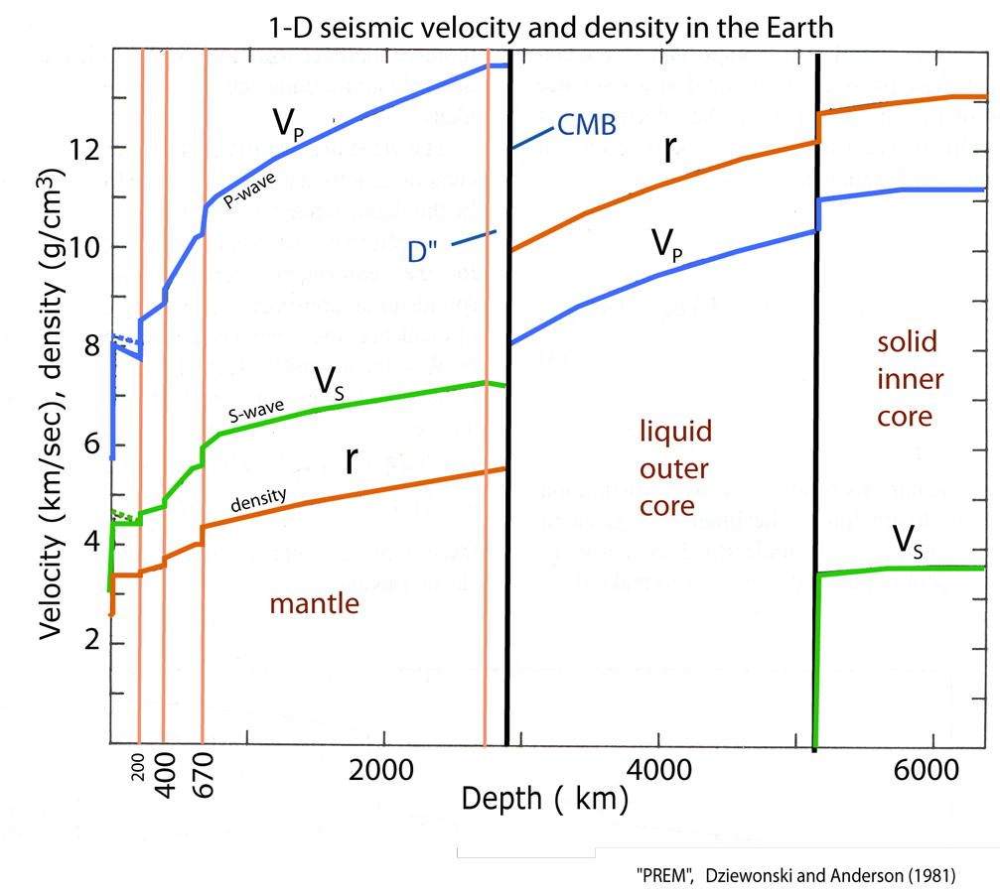 1-D seismic velocity and density in the Earth
Velocity (km/sec), density (g/cm³)
12
10
8
6
4
2
VP
P-wave
CMB
r
D"
VP
VS
S-wave
r
density
mantle
liquid
outer
core
solid
inner
core
VS
200
400
670
2000
4000
6000
Depth ( km)
"PREM", Dziewonski and Anderson (1981)